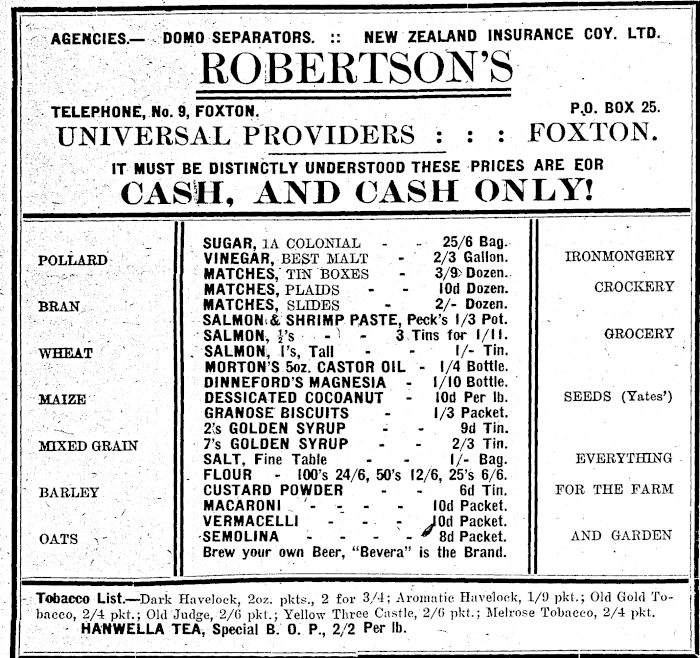 AGENCIES.— DOMO SEPARATORS. :: NEW ZEALAND INSURANCE COY. LTD.
ROBERTSON'S
TELEPHONE, No. 9, FOXTON. P.O. BOX 25.
UNIVERSAL PROVIDERS : : : FOXTON.
IT MUST BE DISTINCTLY UNDERSTOOD THESE PRICES ARE FOR
CASH, AND CASH ONLY!
POLLARD
BRAN
WHEAT
MAIZE
MIXED GRAIN
BARLEY
OATS
SUGAR, 1A COLONIAL - - 25/6 Bag.
VINEGAR, BEST MALT - 2/3 Gallon.
MATCHES, TIN BOXES - 3/9 Dozen.
MATCHES, PLAIDS - - 10d Dozen.
MATCHES, SLIDES - 2/- Dozen.
SALMON & SHRIMP PASTE, Peck's 1/3 Pot.
SALMON, ½'s - - 3 Tins for 1/11.
SALMON, 1's, Tall - - 1/- Tin.
MORTON'S 5oz. CASTOR OIL - 1/4 Bottle.
DINNEFORD'S MAGNESIA - 1/10 Bottle.
DESSICATED COCOANUT - 10d Per lb.
GRANOSE BISCUITS - 1/3 Packet.
2's GOLDEN SYRUP - - 9d Tin.
7's GOLDEN SYRUP - - 2/3 Tin.
SALT, Fine Table - 1/- Bag.
FLOUR - 100's 24/6, 50's 12/6, 25's 6/6.
CUSTARD POWDER - - 6d Tin.
MACARONI - - - - 10d Packet.
VERMACELLI - - - 10d Packet.
SEMOLINA - - - - 8d Packet.
Brew your own Beer, "Bevera" is the Brand.
IRONMONGERY
CROCKERY
GROCERY
SEEDS (Yates')
EVERYTHING
FOR THE FARM
AND GARDEN
Tobacco List.—Dark Havelock, 2oz. pkts., 2 for 3/4; Aromatic Havelock, 1/9 pkt.; Old Gold To-
bacco, 2/4 pkt.; Old Judge, 2/6 pkt.; Yellow Three Castle, 2/6 pkt.; Melrose Tobacco, 2/4 pkt.
HANWELLA TEA, Special B. O. P., 2/2 Per lb.